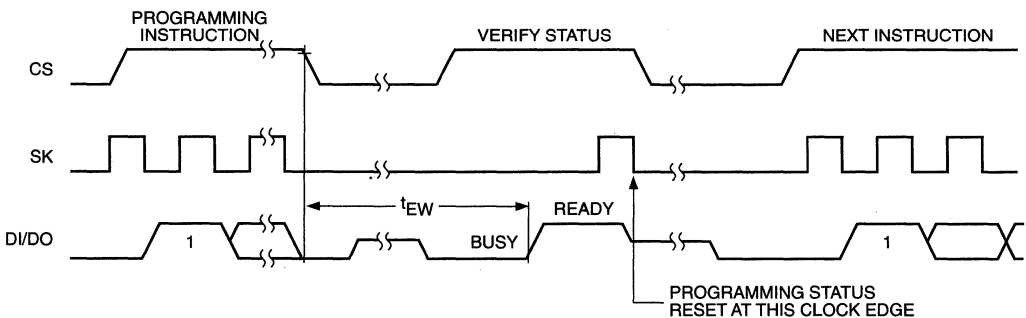 PROGRAMMING
INSTRUCTION
VERIFY STATUS
NEXT INSTRUCTION
CS
SK
tEW
READY
DI/DO
1
BUSY
1
PROGRAMMING STATUS
RESET AT THIS CLOCK EDGE